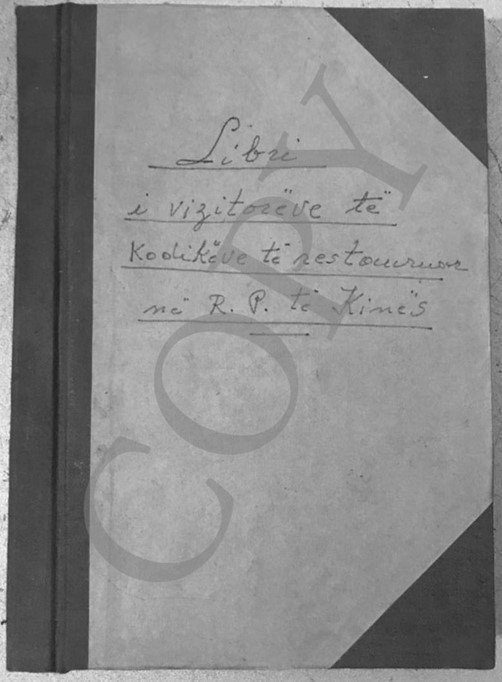 Libri
i vizitorëve të
Kodikëve të restauruar
në R. P. të Kinës
COPY